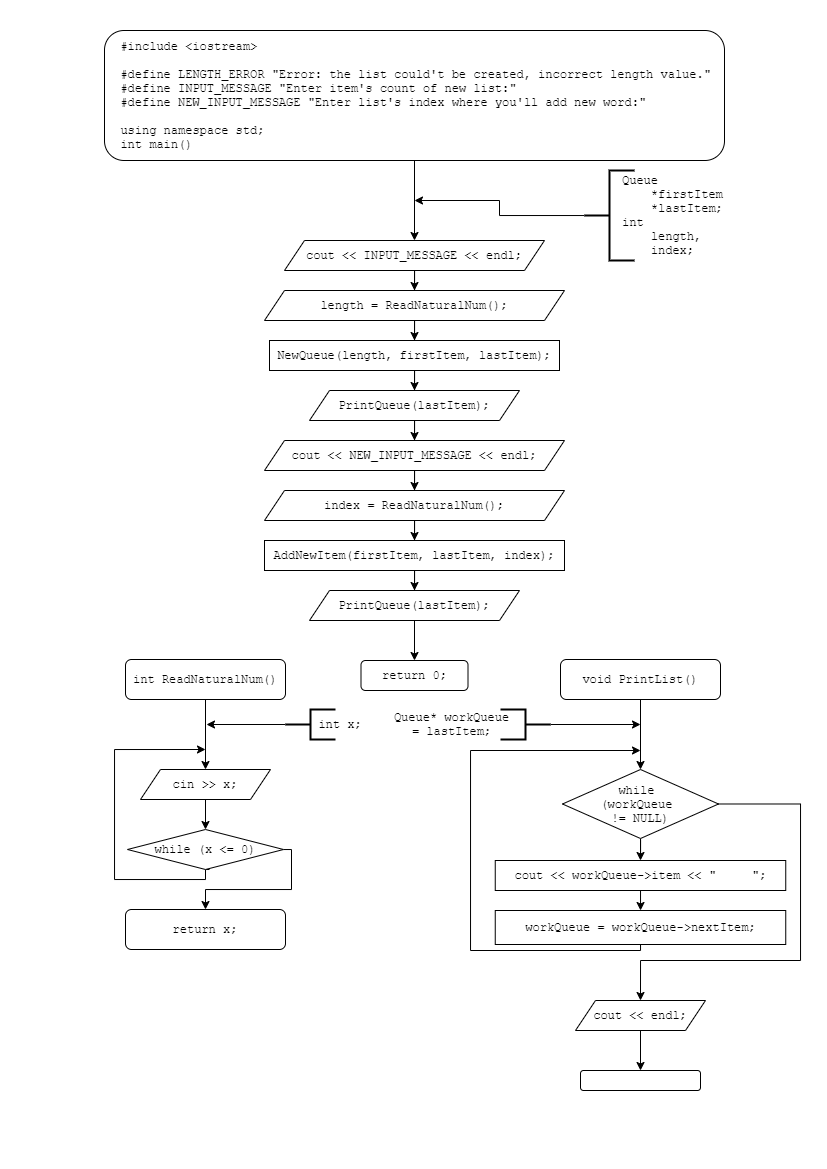 #include <iostream>
#define LENGTH_ERROR "Error: the list could't be created, incorrect length value."
#define INPUT_MESSAGE "Enter item's count of new list:"
#define NEW_INPUT_MESSAGE "Enter list's index where you'll add new word:"
using namespace std;
int main()
Queue
*firstItem
*lastItem;
int
length,
index;
cout << INPUT_MESSAGE << endl;
length = ReadNaturalNum();
NewQueue(length, firstItem, lastItem);
PrintQueue(lastItem);
cout << NEW_INPUT_MESSAGE << endl;
index = ReadNaturalNum();
AddNewItem(firstItem, lastItem, index);
PrintQueue(lastItem);
return 0;
int ReadNaturalNum()
int x;
cin >> x;
while (x <= 0)
return x;
void PrintList()
Queue* workQueue
= lastItem;
while
(workQueue
!= NULL)
cout << workQueue->item << "     ";
workQueue = workQueue->nextItem;
cout << endl;